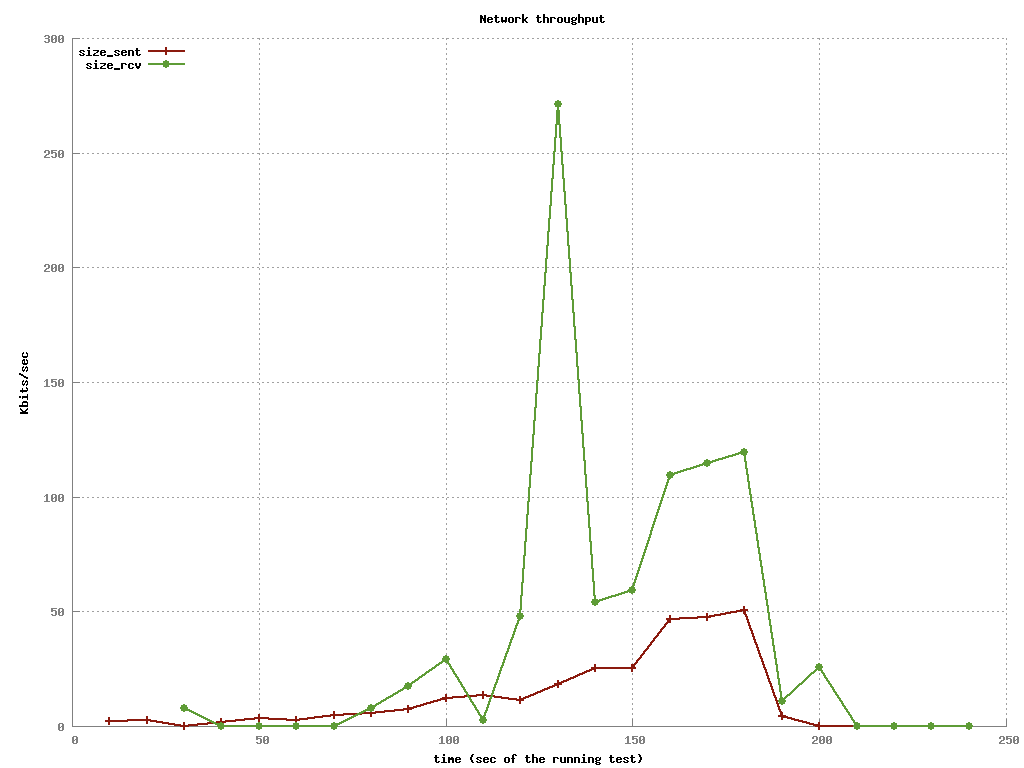 Network throughput
300
size_sent
size_rcv
250
200
150
100
50
0
Kbits/sec
0 50 100 150 200 250
time (sec of the running test)